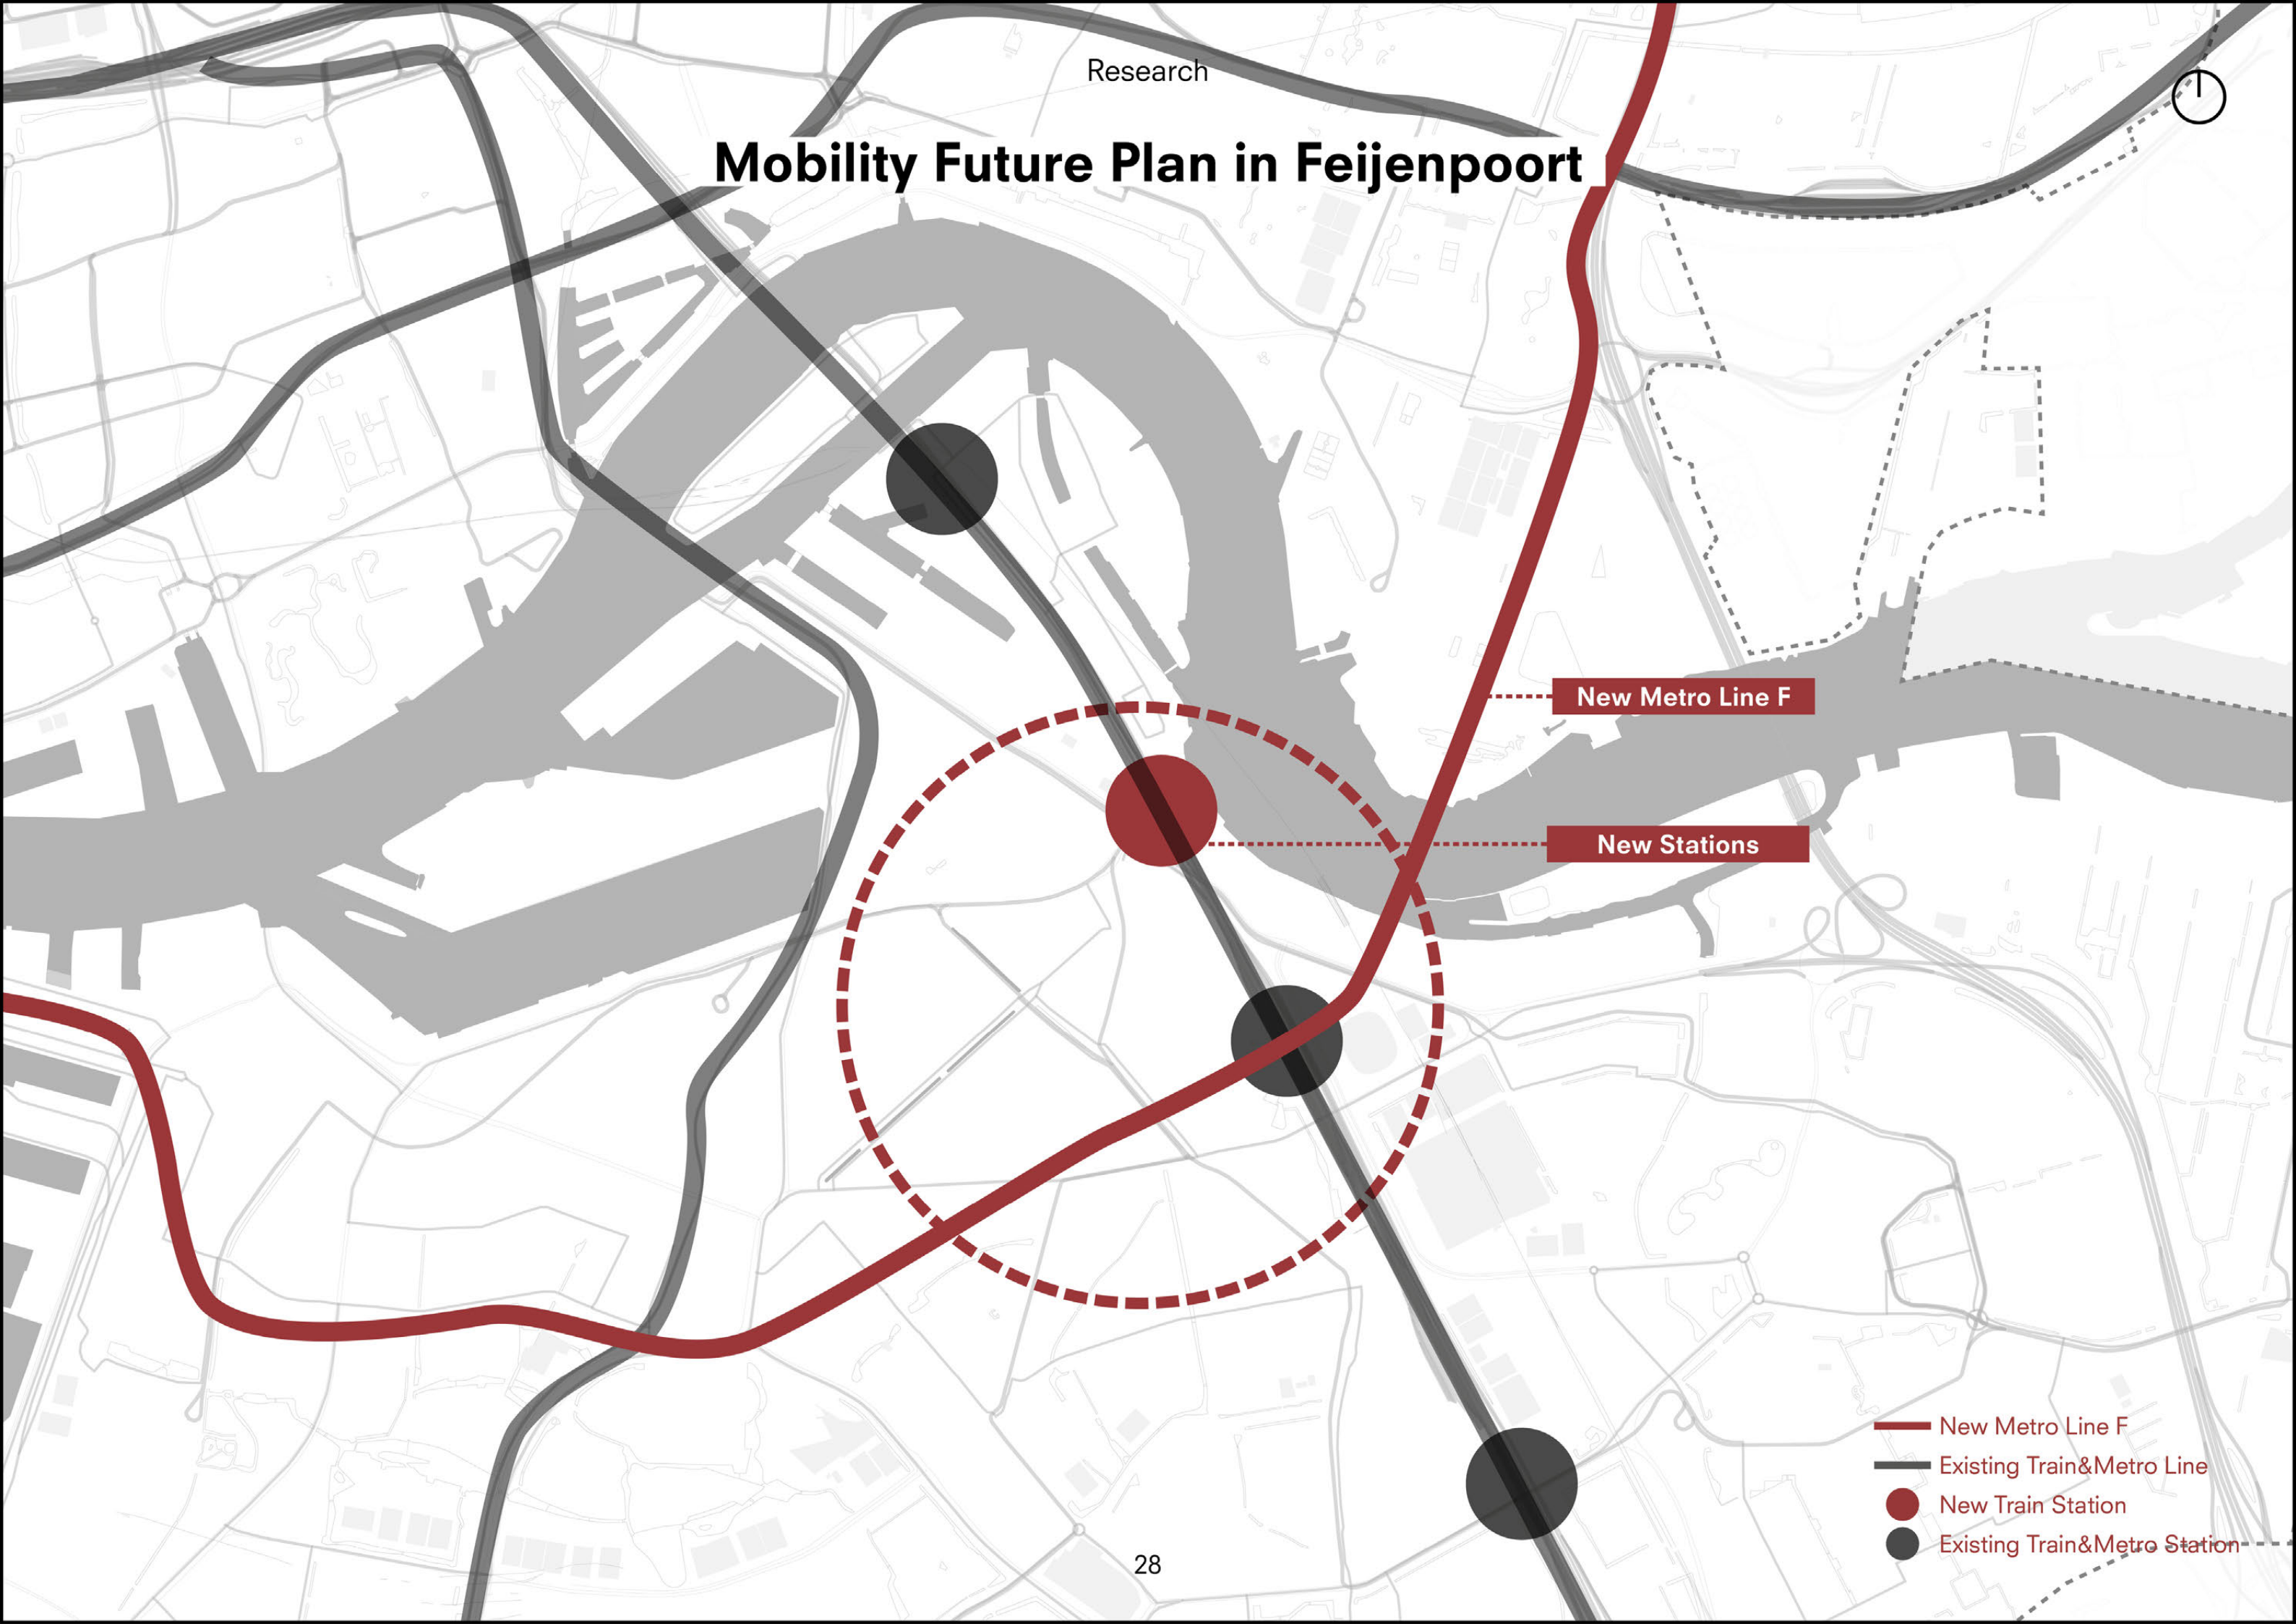 Research
Mobility Future Plan in Feijenpoort
New Metro Line F
New Stations
New Metro Line F
Existing Train&Metro Line
New Train Station
Existing Train&Metro Station
28